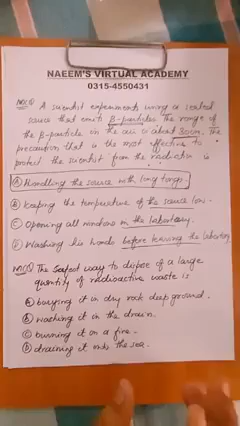 NAEEM'S VIRTUAL ACADEMY
0315-4550431
A scientist experiments using a sealed
source that emits β-particles. The range of
the β-particle in the air is about 80cm. The
precaution that is the most effective to
protect the scientist from the radiation is
Ⓐ Handling the source with long tongs.
Ⓑ keeping the temperature of the source low.
Ⓒ Opening all windows in the laboratory.
Ⓓ Washing his hands before leaving the laboratory
The safest way to dispose of a large
quantity of radioactive waste is
Ⓐ burying it in dry rock deep ground.
Ⓑ washing it in the drain.
Ⓒ burning it on a fire.
Ⓓ draining it into the sea.